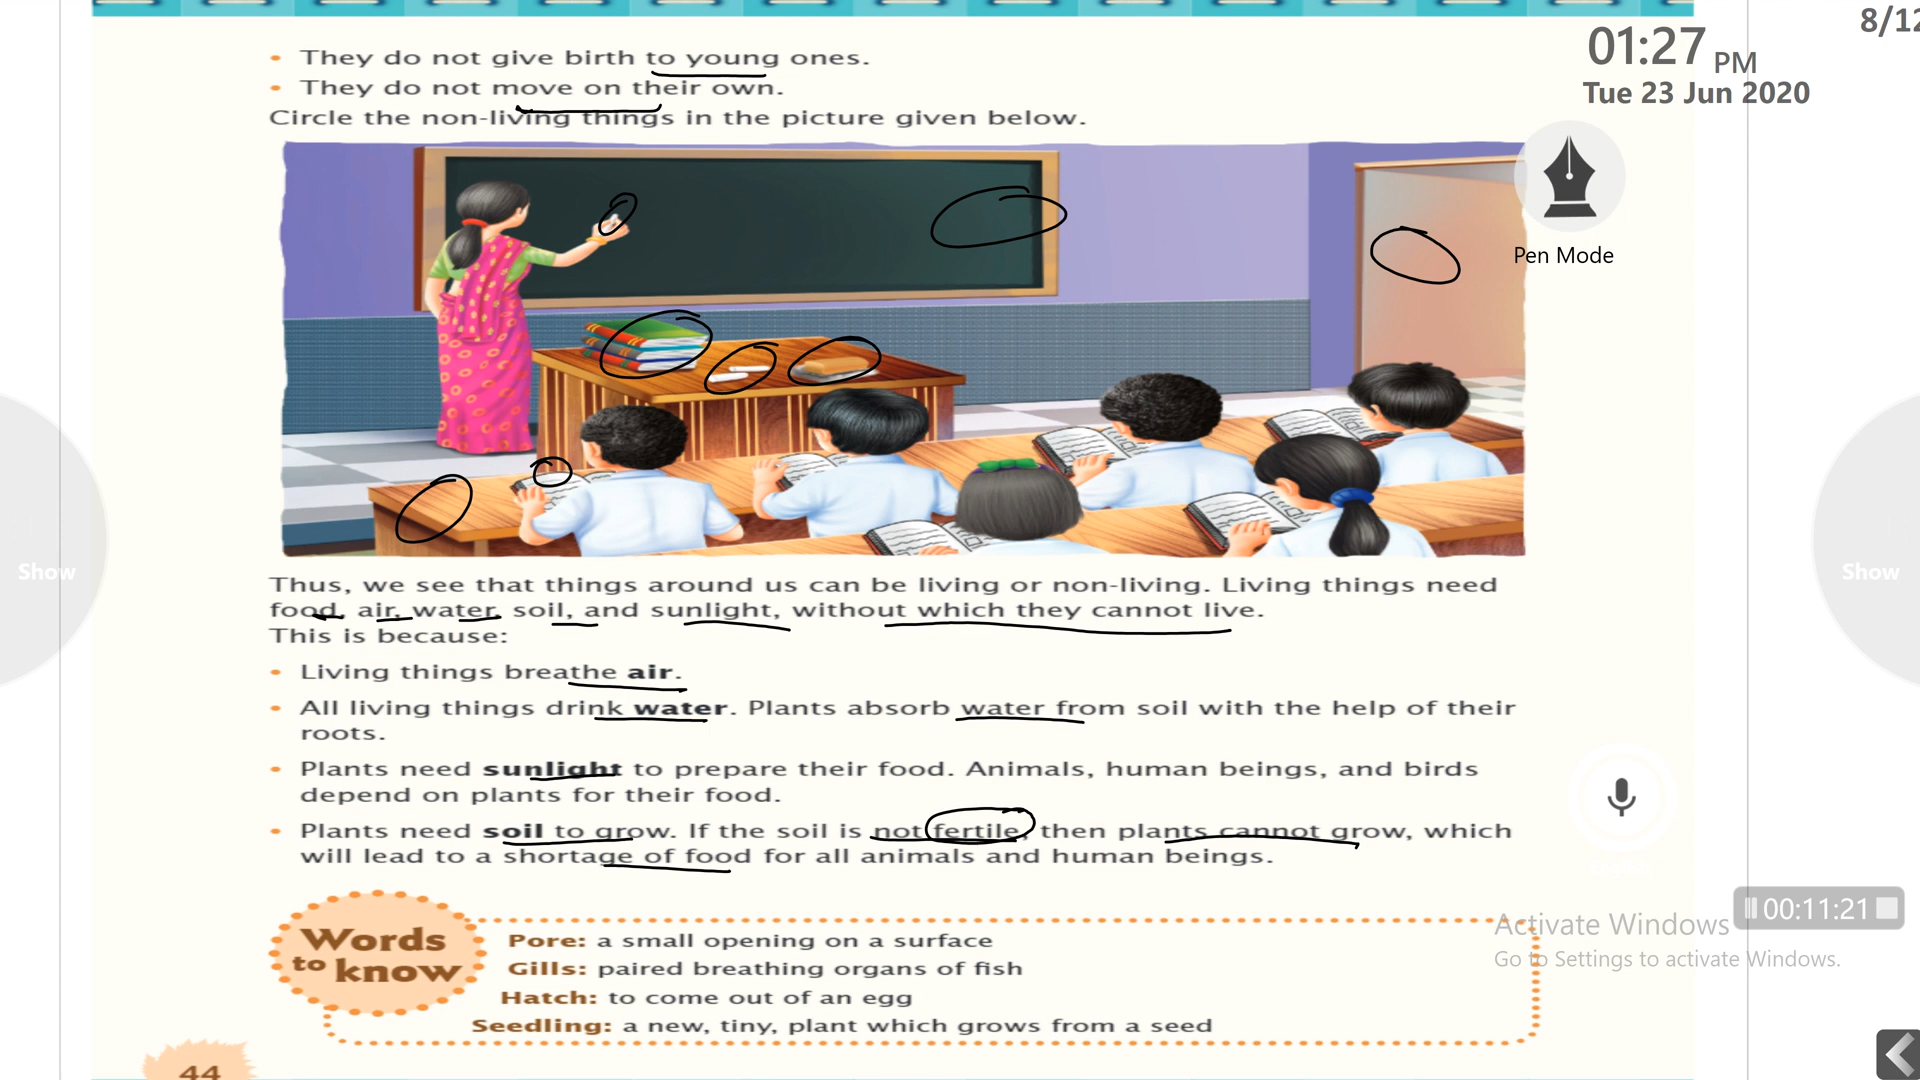 8/12
01:27 PM
Tue 23 Jun 2020
• They do not give birth to young ones.
• They do not move on their own.
Circle the non-living things in the picture given below.
Pen Mode
Show
Show
Thus, we see that things around us can be living or non-living. Living things need
food, air, water, soil, and sunlight, without which they cannot live.
This is because:
• Living things breathe air.
• All living things drink water. Plants absorb water from soil with the help of their
roots.
• Plants need sunlight to prepare their food. Animals, human beings, and birds
depend on plants for their food.
• Plants need soil to grow. If the soil is not fertile, then plants cannot grow, which
will lead to a shortage of food for all animals and human beings.
Words
to know
Pore: a small opening on a surface
Gills: paired breathing organs of fish
Hatch: to come out of an egg
Seedling: a new, tiny, plant which grows from a seed
00:11:21
Activate Windows
Go to Settings to activate Windows.
44